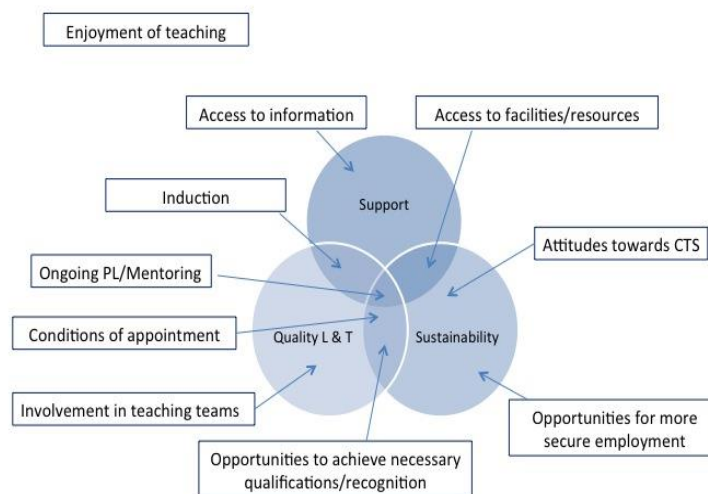 Enjoyment of teaching
Access to information
Access to facilities/resources
Induction
Support
Attitudes towards CTS
Ongoing PL/Mentoring
Conditions of appointment
Quality L & T
Sustainability
Involvement in teaching teams
Opportunities for more
secure employment
Opportunities to achieve necessary
qualifications/recognition